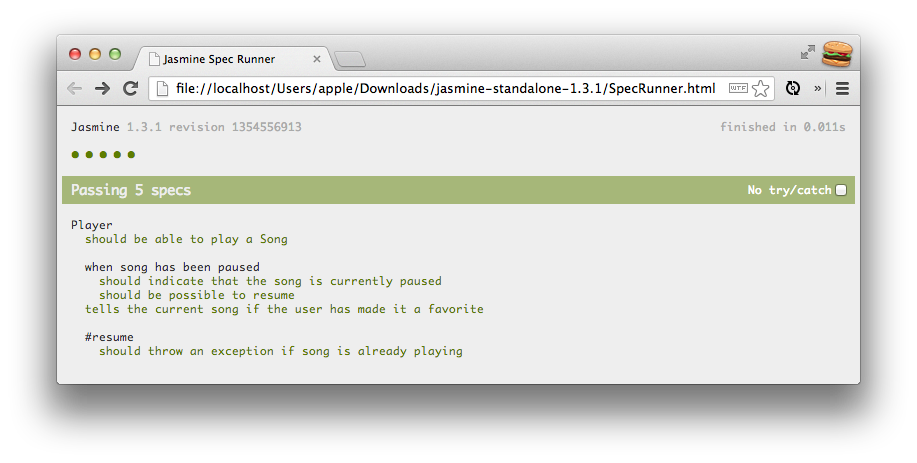 Jasmine Spec Runner
file://localhost/Users/apple/Downloads/jasmine-standalone-1.3.1/SpecRunner.html WTF »
Jasmine 1.3.1 revision 1354556913 finished in 0.011s
Passing 5 specs No try/catch
Player
should be able to play a Song
when song has been paused
should indicate that the song is currently paused
should be possible to resume
tells the current song if the user has made it a favorite
#resume
should throw an exception if song is already playing